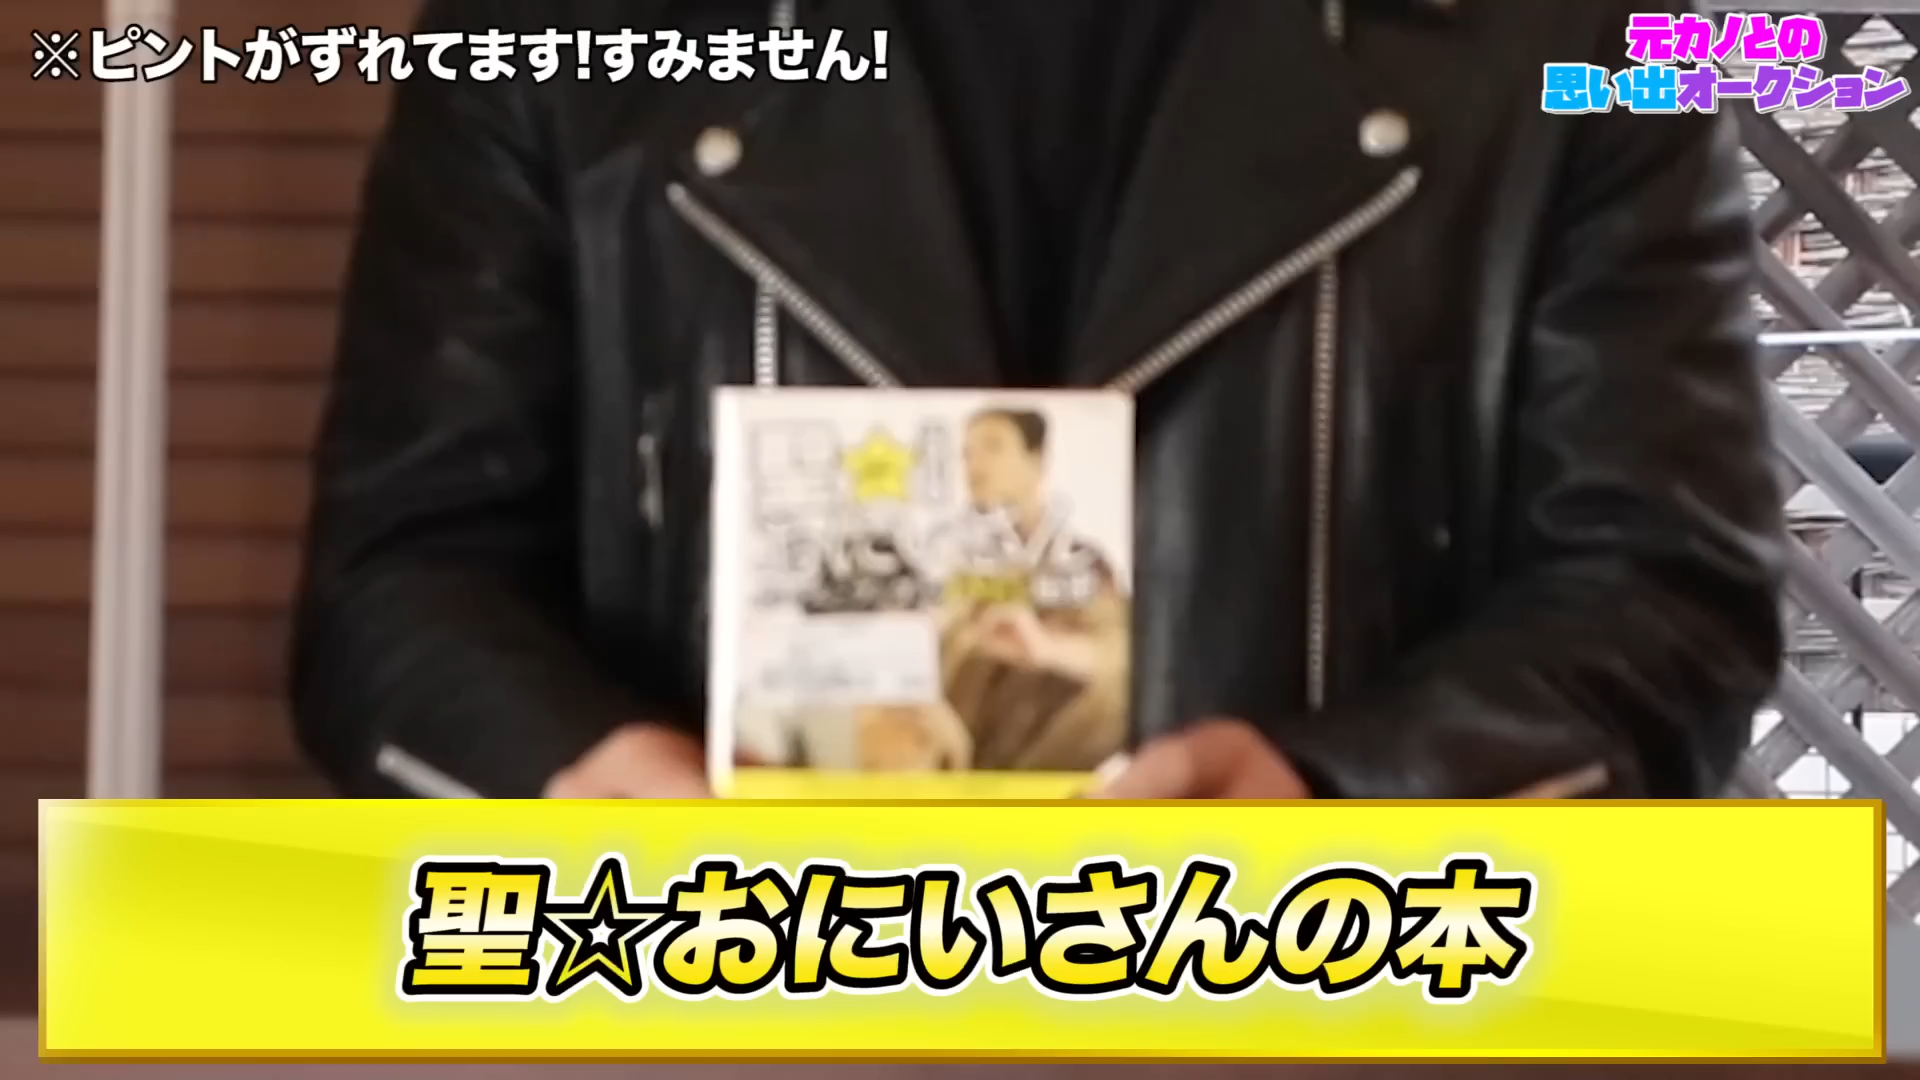 ※ピントがずれてます!すみません!
元カノとの
思い出オークション
聖☆おにいさんの本